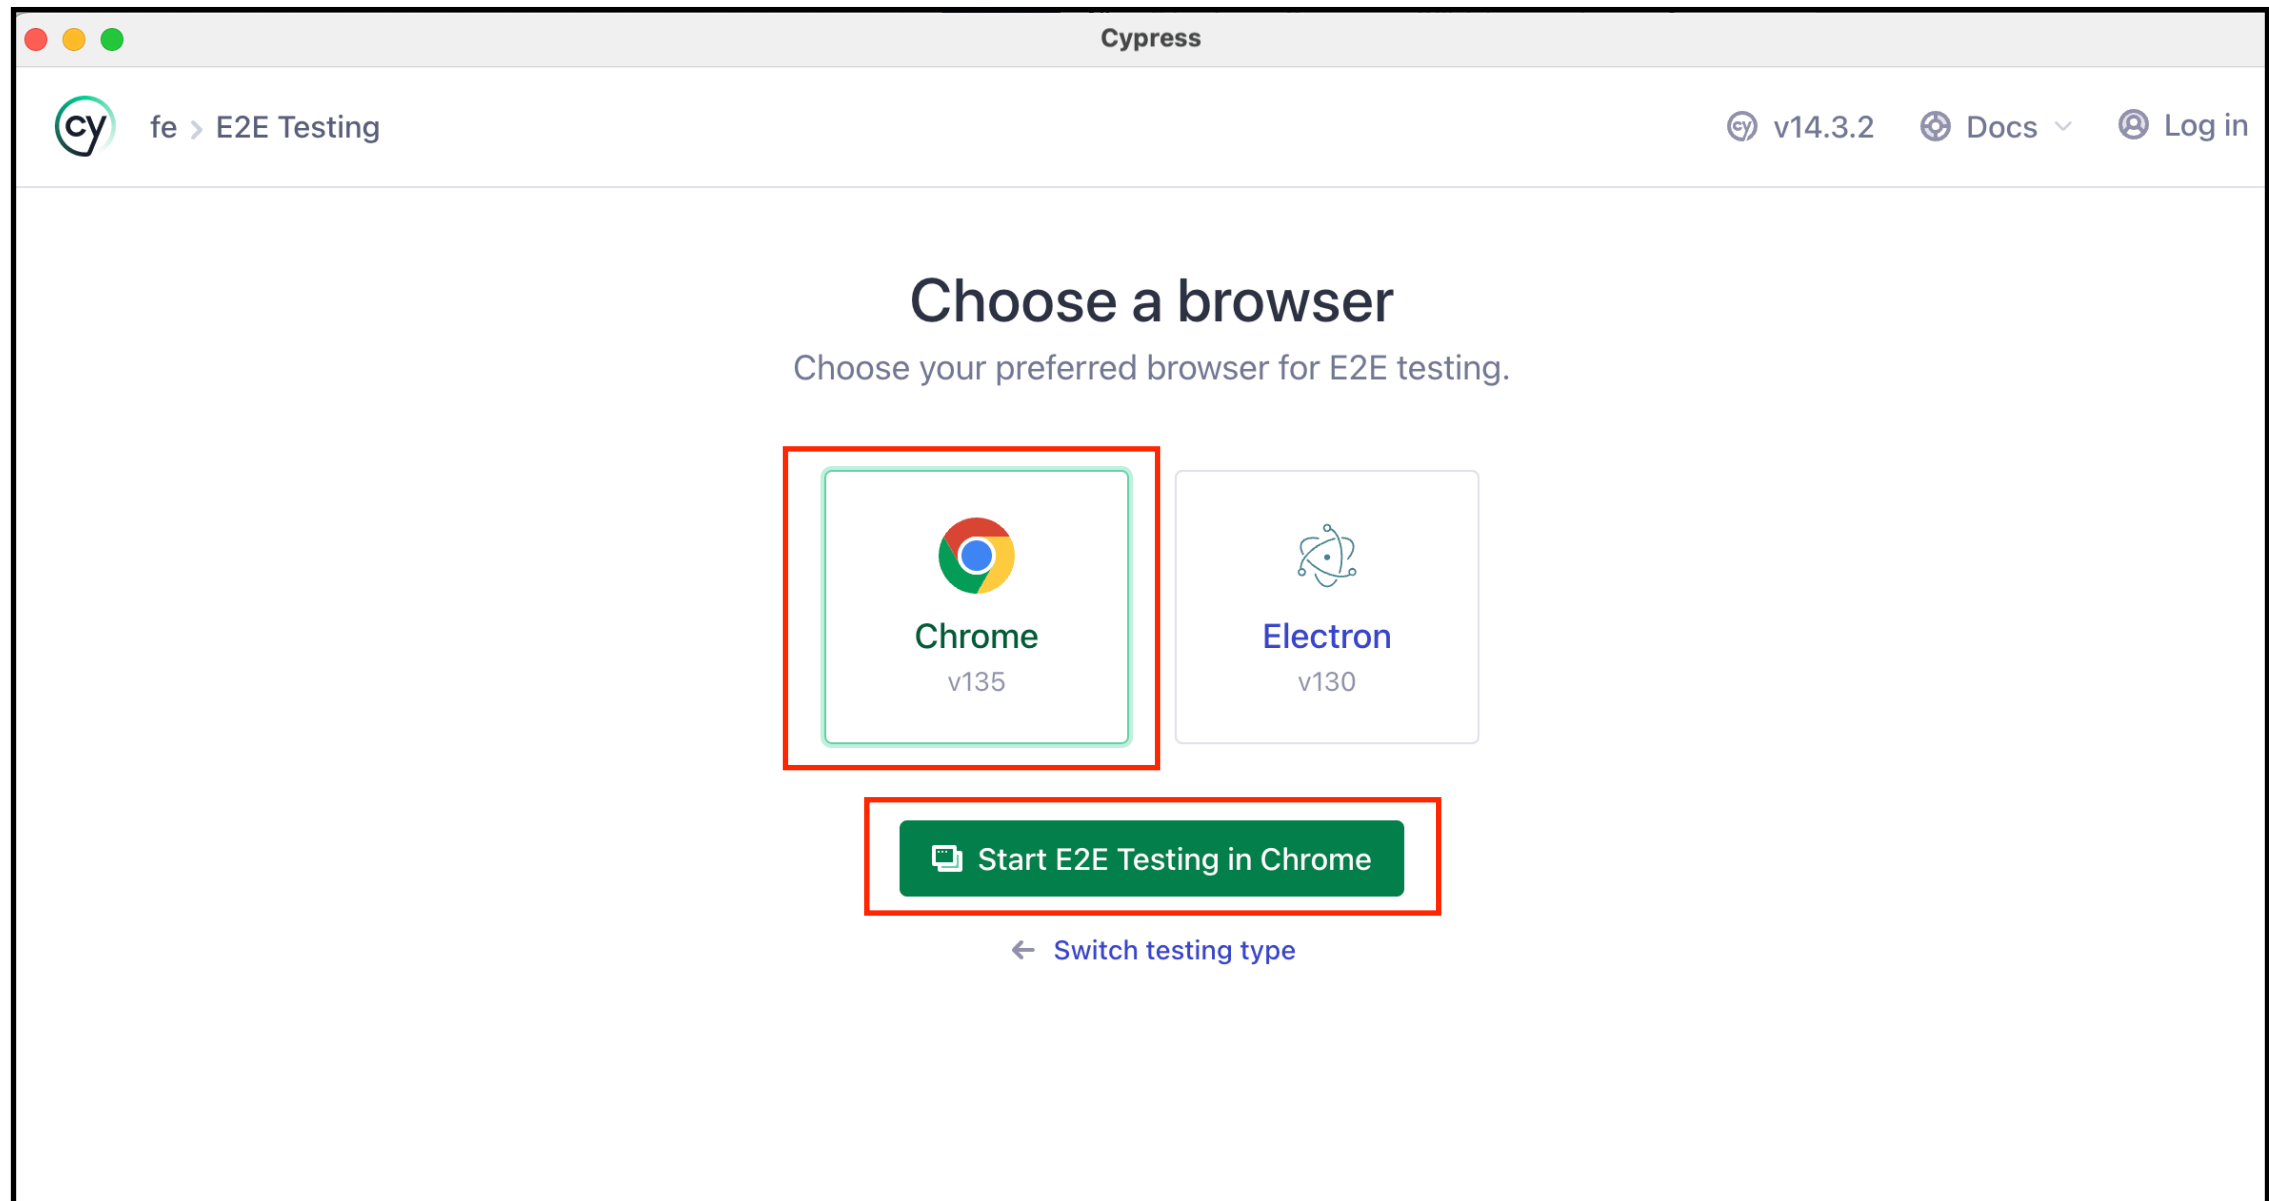 Cypress
cy fe > E2E Testing cy v14.3.2 Docs Log in
Choose a browser
Choose your preferred browser for E2E testing.
Chrome Electron
v135 v130
Start E2E Testing in Chrome
← Switch testing type